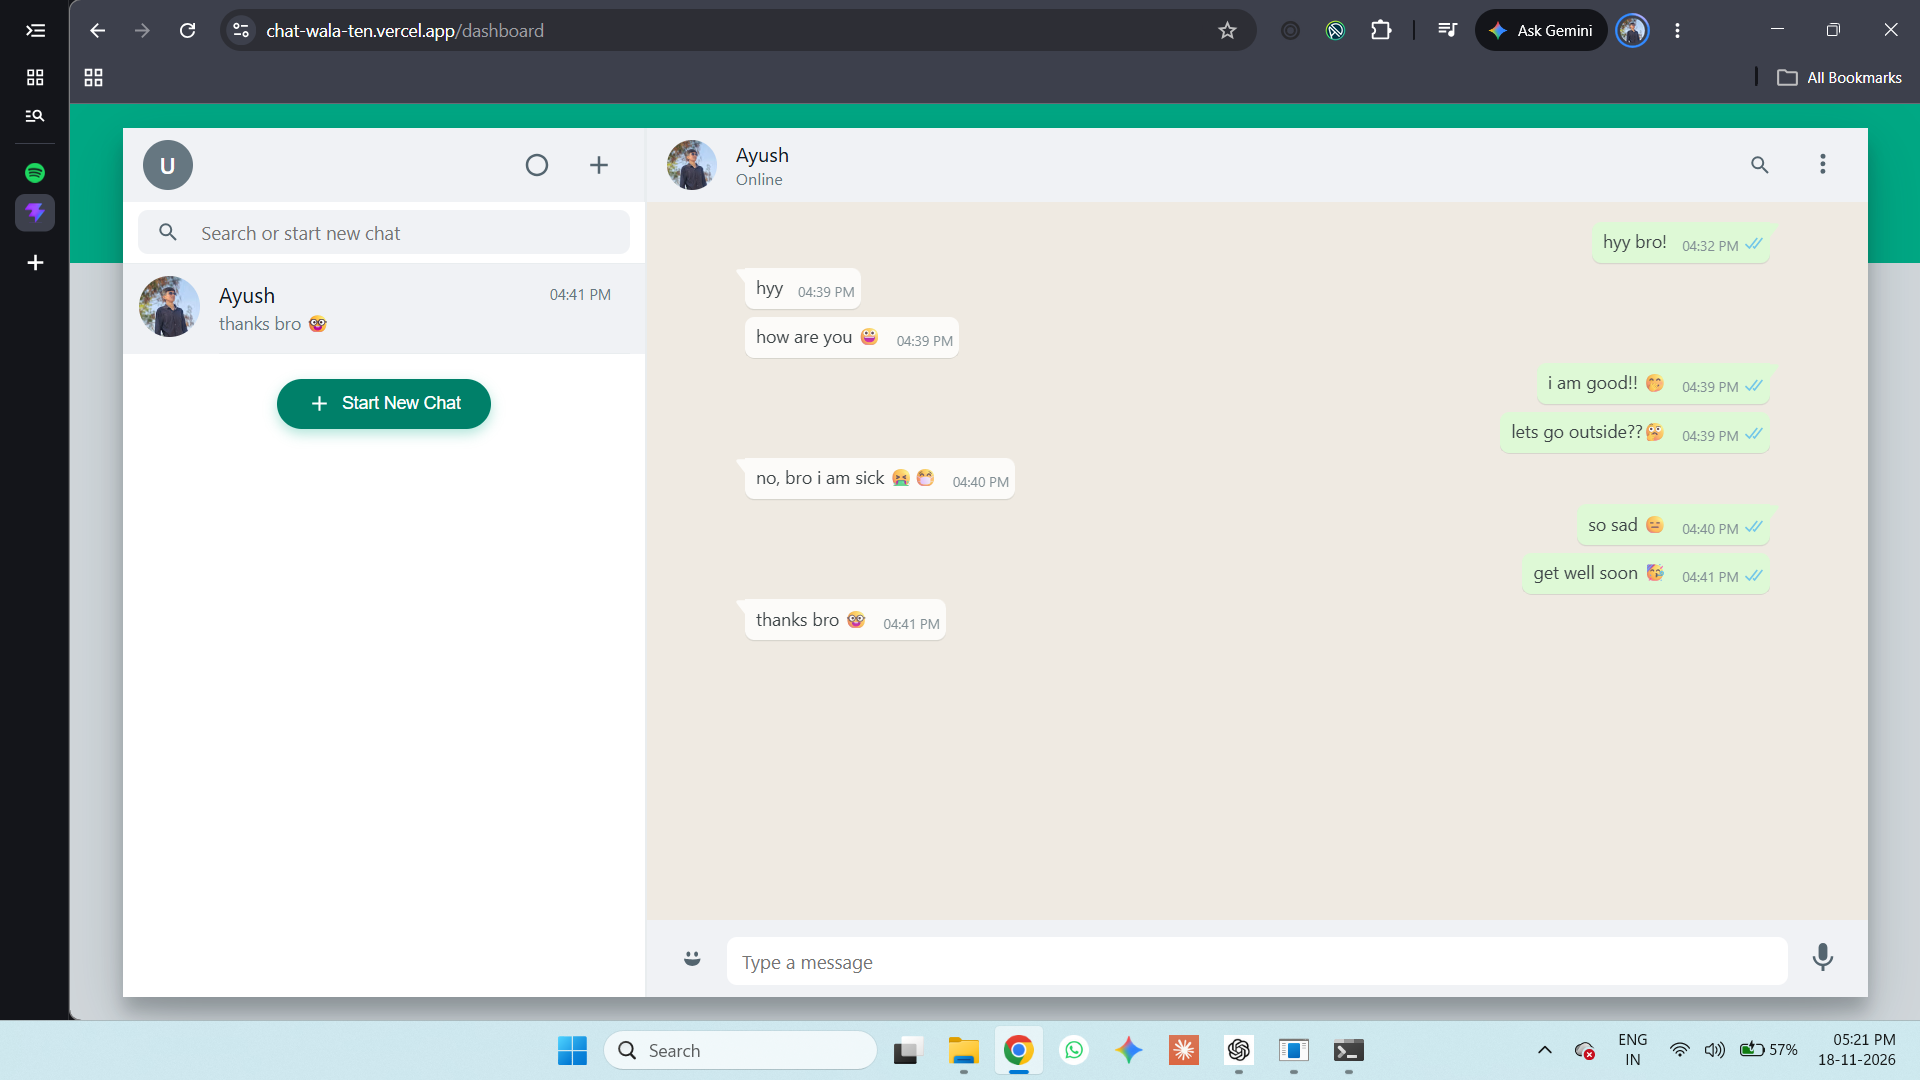 chat-wala-ten.vercel.app/dashboard
Ask Gemini
All Bookmarks
U
Search or start new chat
Ayush
04:41 PM
thanks bro 🤓
Start New Chat
Ayush
Online
hyy bro! 04:32 PM
hyy 04:39 PM
how are you 😀 04:39 PM
i am good!! 🤭 04:39 PM
lets go outside??🤔 04:39 PM
no, bro i am sick 🤮 😷 04:40 PM
so sad 😑 04:40 PM
get well soon 🥳 04:41 PM
thanks bro 🤓 04:41 PM
Type a message
Search
ENG
IN
57%
05:21 PM
18-11-2026